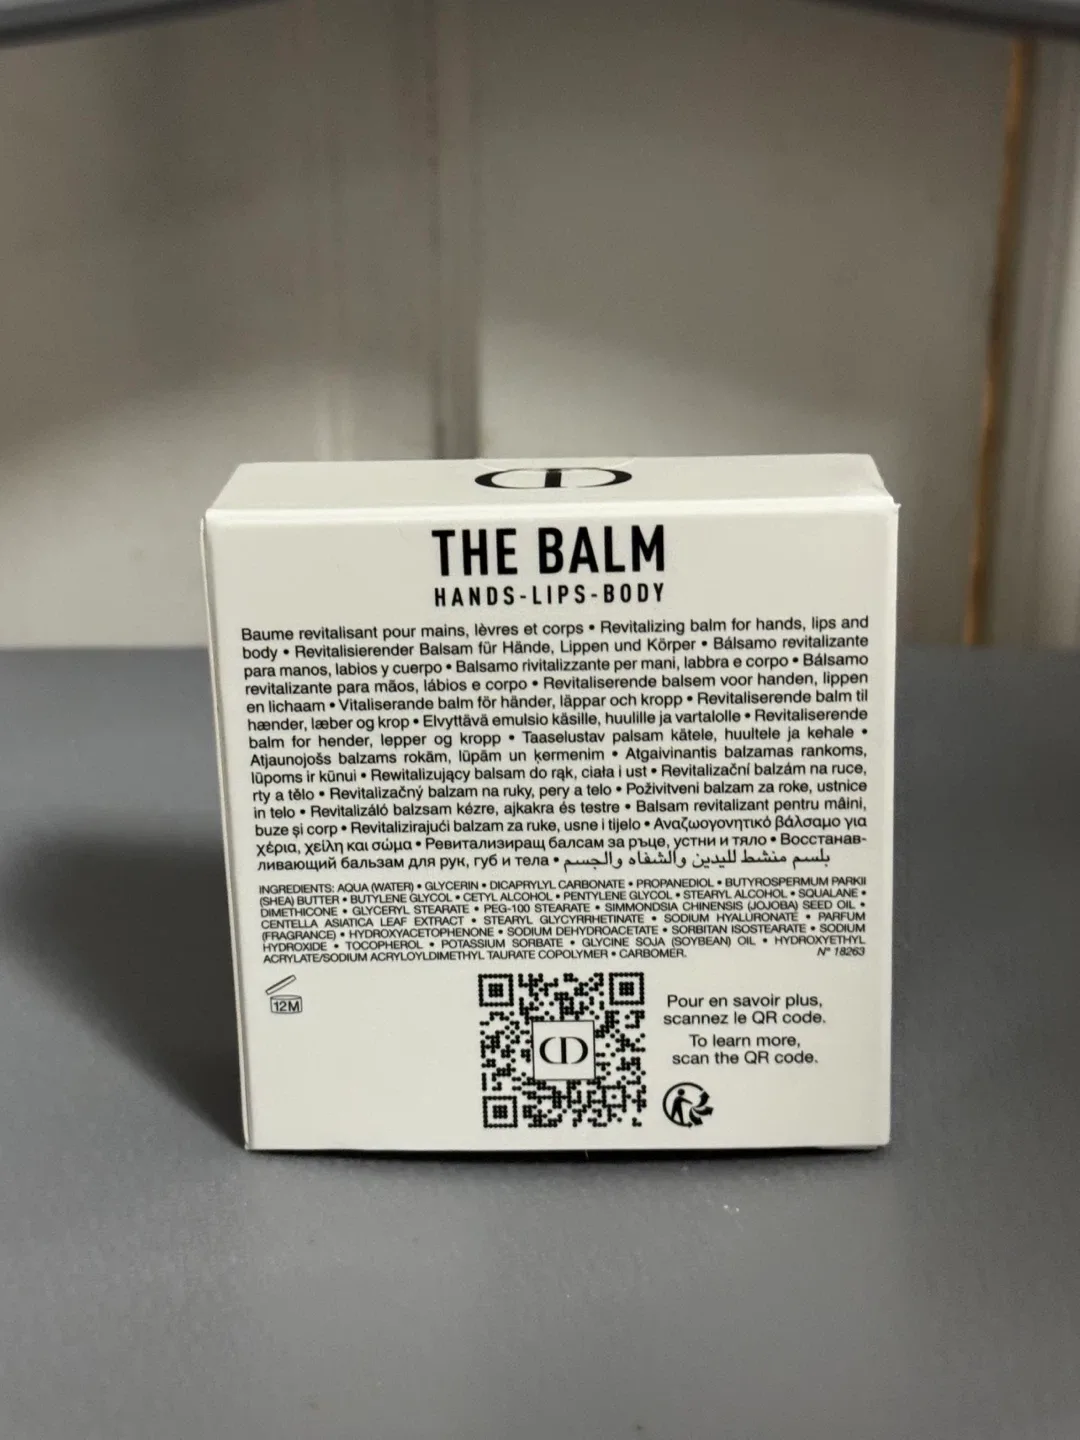 CD
THE BALM
HANDS-LIPS-BODY
Baume revitalisant pour mains, lèvres et corps • Revitalizing balm for hands, lips and
body • Revitalisierender Balsam für Hände, Lippen und Körper • Bálsamo revitalizante
para manos, labios y cuerpo • Balsamo rivitalizzante per mani, labbra e corpo • Bálsamo
revitalizante para mãos, lábios e corpo • Revitaliserende balsem voor handen, lippen
en lichaam • Vitaliserande balm för händer, läppar och kropp • Revitaliserende balm til
hænder, læber og krop • Elvyttävä emulsio käsille, huulille ja vartalolle • Revitaliserende
balm for hender, lepper og kropp • Taaselustav palsam kätele, huultele ja kehale •
Atjaunojošs balzams rokām, lūpām un ķermenim • Atgaivinantis balzamas rankoms,
lūpoms ir kūnui • Rewitalizujący balsam do rąk, ciała i ust • Revitalizační balzám na ruce,
rty a tělo • Revitalizačný balzam na ruky, pery a telo • Poživitveni balzam za roke, ustnice
in telo • Revitalizáló balzsam kézre, ajkakra és testre • Balsam revitalizant pentru mâini,
buze și corp • Revitalizirajući balzam za ruke, usne i tijelo • Αναζωογονητικό βάλσαμο για
χέρια, χείλη και σώμα • Ревитализиращ балсам за ръце, устни и тяло • Восстанав-
ливающий бальзам для рук, губ и тела • بلسم منشط لليدين والشفاه والجسم •
INGREDIENTS: AQUA (WATER) • GLYCERIN • DICAPRYLYL CARBONATE • PROPANEDIOL • BUTYROSPERMUM PARKII
(SHEA) BUTTER • BUTYLENE GLYCOL • CETYL ALCOHOL • PENTYLENE GLYCOL • STEARYL ALCOHOL • SQUALANE •
DIMETHICONE • GLYCERYL STEARATE • PEG-100 STEARATE • SIMMONDSIA CHINENSIS (JOJOBA) SEED OIL •
CENTELLA ASIATICA LEAF EXTRACT • STEARYL GLYCYRRHETINATE • SODIUM HYALURONATE • PARFUM
(FRAGRANCE) • HYDROXYACETOPHENONE • SODIUM DEHYDROACETATE • SORBITAN ISOSTEARATE • SODIUM
HYDROXIDE • TOCOPHEROL • POTASSIUM SORBATE • GLYCINE SOJA (SOYBEAN) OIL • HYDROXYETHYL
ACRYLATE/SODIUM ACRYLOYLDIMETHYL TAURATE COPOLYMER • CARBOMER. N° 18263
12M
CD
Pour en savoir plus,
scannez le QR code.
To learn more,
scan the QR code.